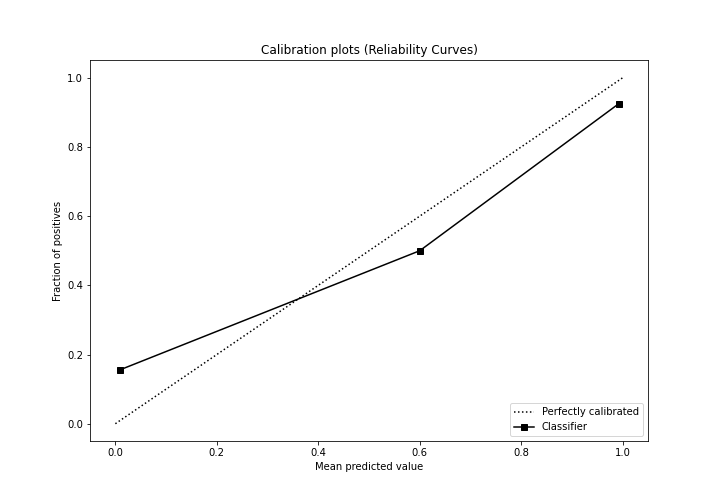 Calibration plots (Reliability Curves)
1.0
0.8
0.6
0.4
0.2
0.0
Fraction of positives
0.0 0.2 0.4 0.6 0.8 1.0
Mean predicted value
Perfectly calibrated
Classifier